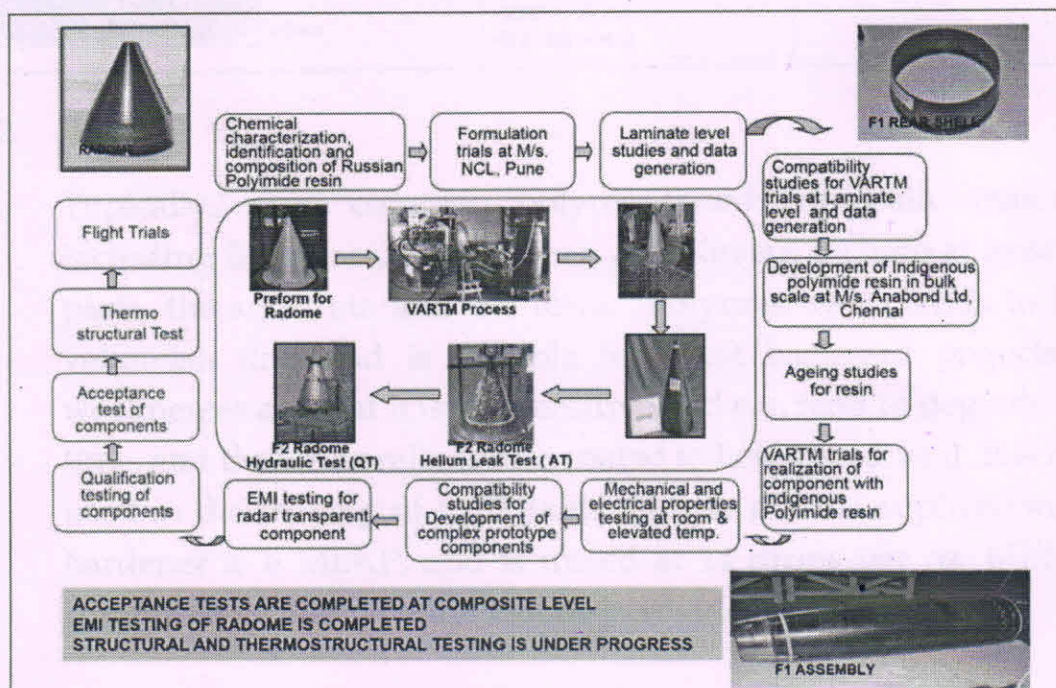 RADOME
Chemical
characterization,
identification and
composition of Russian
Polyimide resin
Formulation
trials at M/s.
NCL, Pune
Laminate level
studies and data
generation
F1 REAR SHELL
Compatibility
studies for VARTM
trials at Laminate
level and data
generation
Development of Indigenous
polyimide resin in bulk
scale at M/s. Anabond Ltd,
Chennai
Ageing studies
for resin
VARTM trials for
realization of
component with
indigenous
Polyimide resin
Mechanical and
electrical properties
testing at room &
elevated temp.
Compatibility
studies for
Development of
complex prototype
components
EMI testing for
radar transparent
component
Qualification
testing of
components
Acceptance
test of
components
Thermo
structural Test
Flight Trials
Preform for
Radome
VARTM Process
F2 Radome
Helium Leak Test ( AT)
F2 Radome
Hydraulic Test (QT)
ACCEPTANCE TESTS ARE COMPLETED AT COMPOSITE LEVEL
EMI TESTING OF RADOME IS COMPLETED
STRUCTURAL AND THERMOSTRUCTURAL TESTING IS UNDER PROGRESS
F1 ASSEMBLY